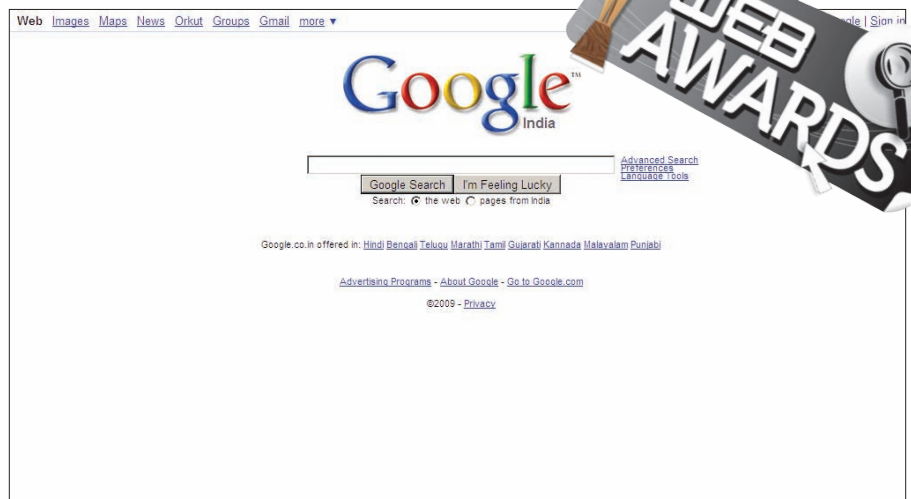 Web Images Maps News Orkut Groups Gmail more ▼
Sign in
WEB
AWARDS
Google™
India
Advanced Search
Preferences
Language Tools
Google Search I'm Feeling Lucky
Search: the web pages from India
Google.co.in offered in: Hindi Bengali Telugu Marathi Tamil Gujarati Kannada Malayalam Punjabi
Advertising Programs - About Google - Go to Google.com
©2009 - Privacy